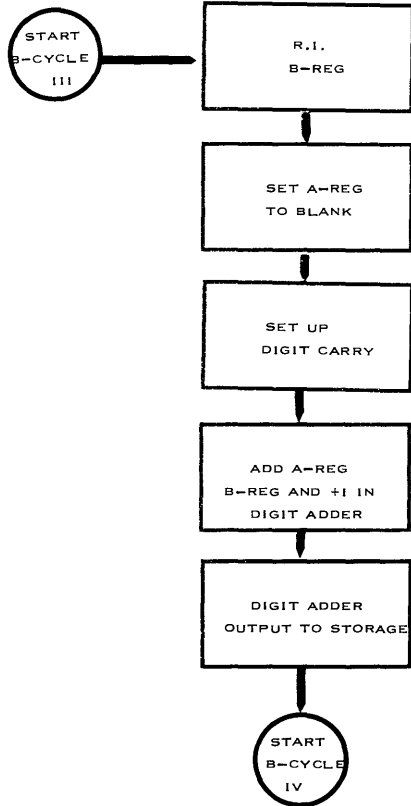 START
B-CYCLE
III
R.I.
B-REG
SET A-REG
TO BLANK
SET UP
DIGIT CARRY
ADD A-REG
B-REG AND +1 IN
DIGIT ADDER
DIGIT ADDER
OUTPUT TO STORAGE
START
B-CYCLE
IV